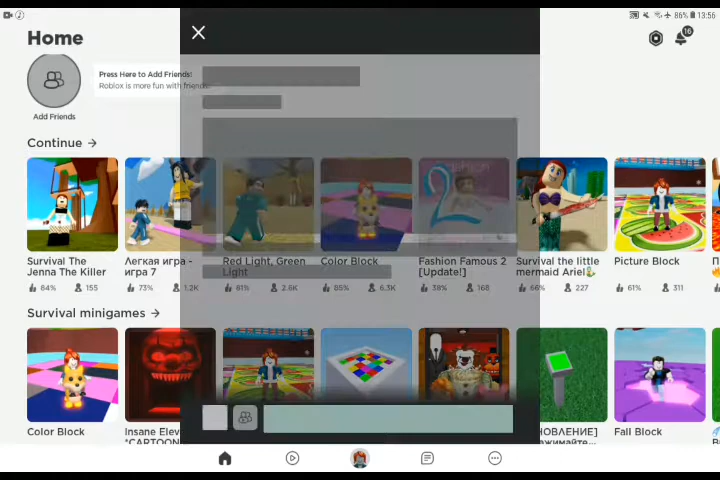 86% 13:56
Home
16
Press Here to Add Friends!
Roblox is more fun with friends.
Add Friends
Continue →
Survival The Jenna The Killer
84% 155
Легкая игра - игра 7
73% 1.2K
Red Light, Green Light
81% 2.6K
Color Block
85% 6.3K
Fashion Famous 2 [Update!]
38% 168
Survival the little mermaid Ariel
66% 227
Picture Block
61% 311
Survival minigames →
Color Block
Insane Elev
*CARTOON
НОВЛЕНИЕ]
ажимайте
Fall Block